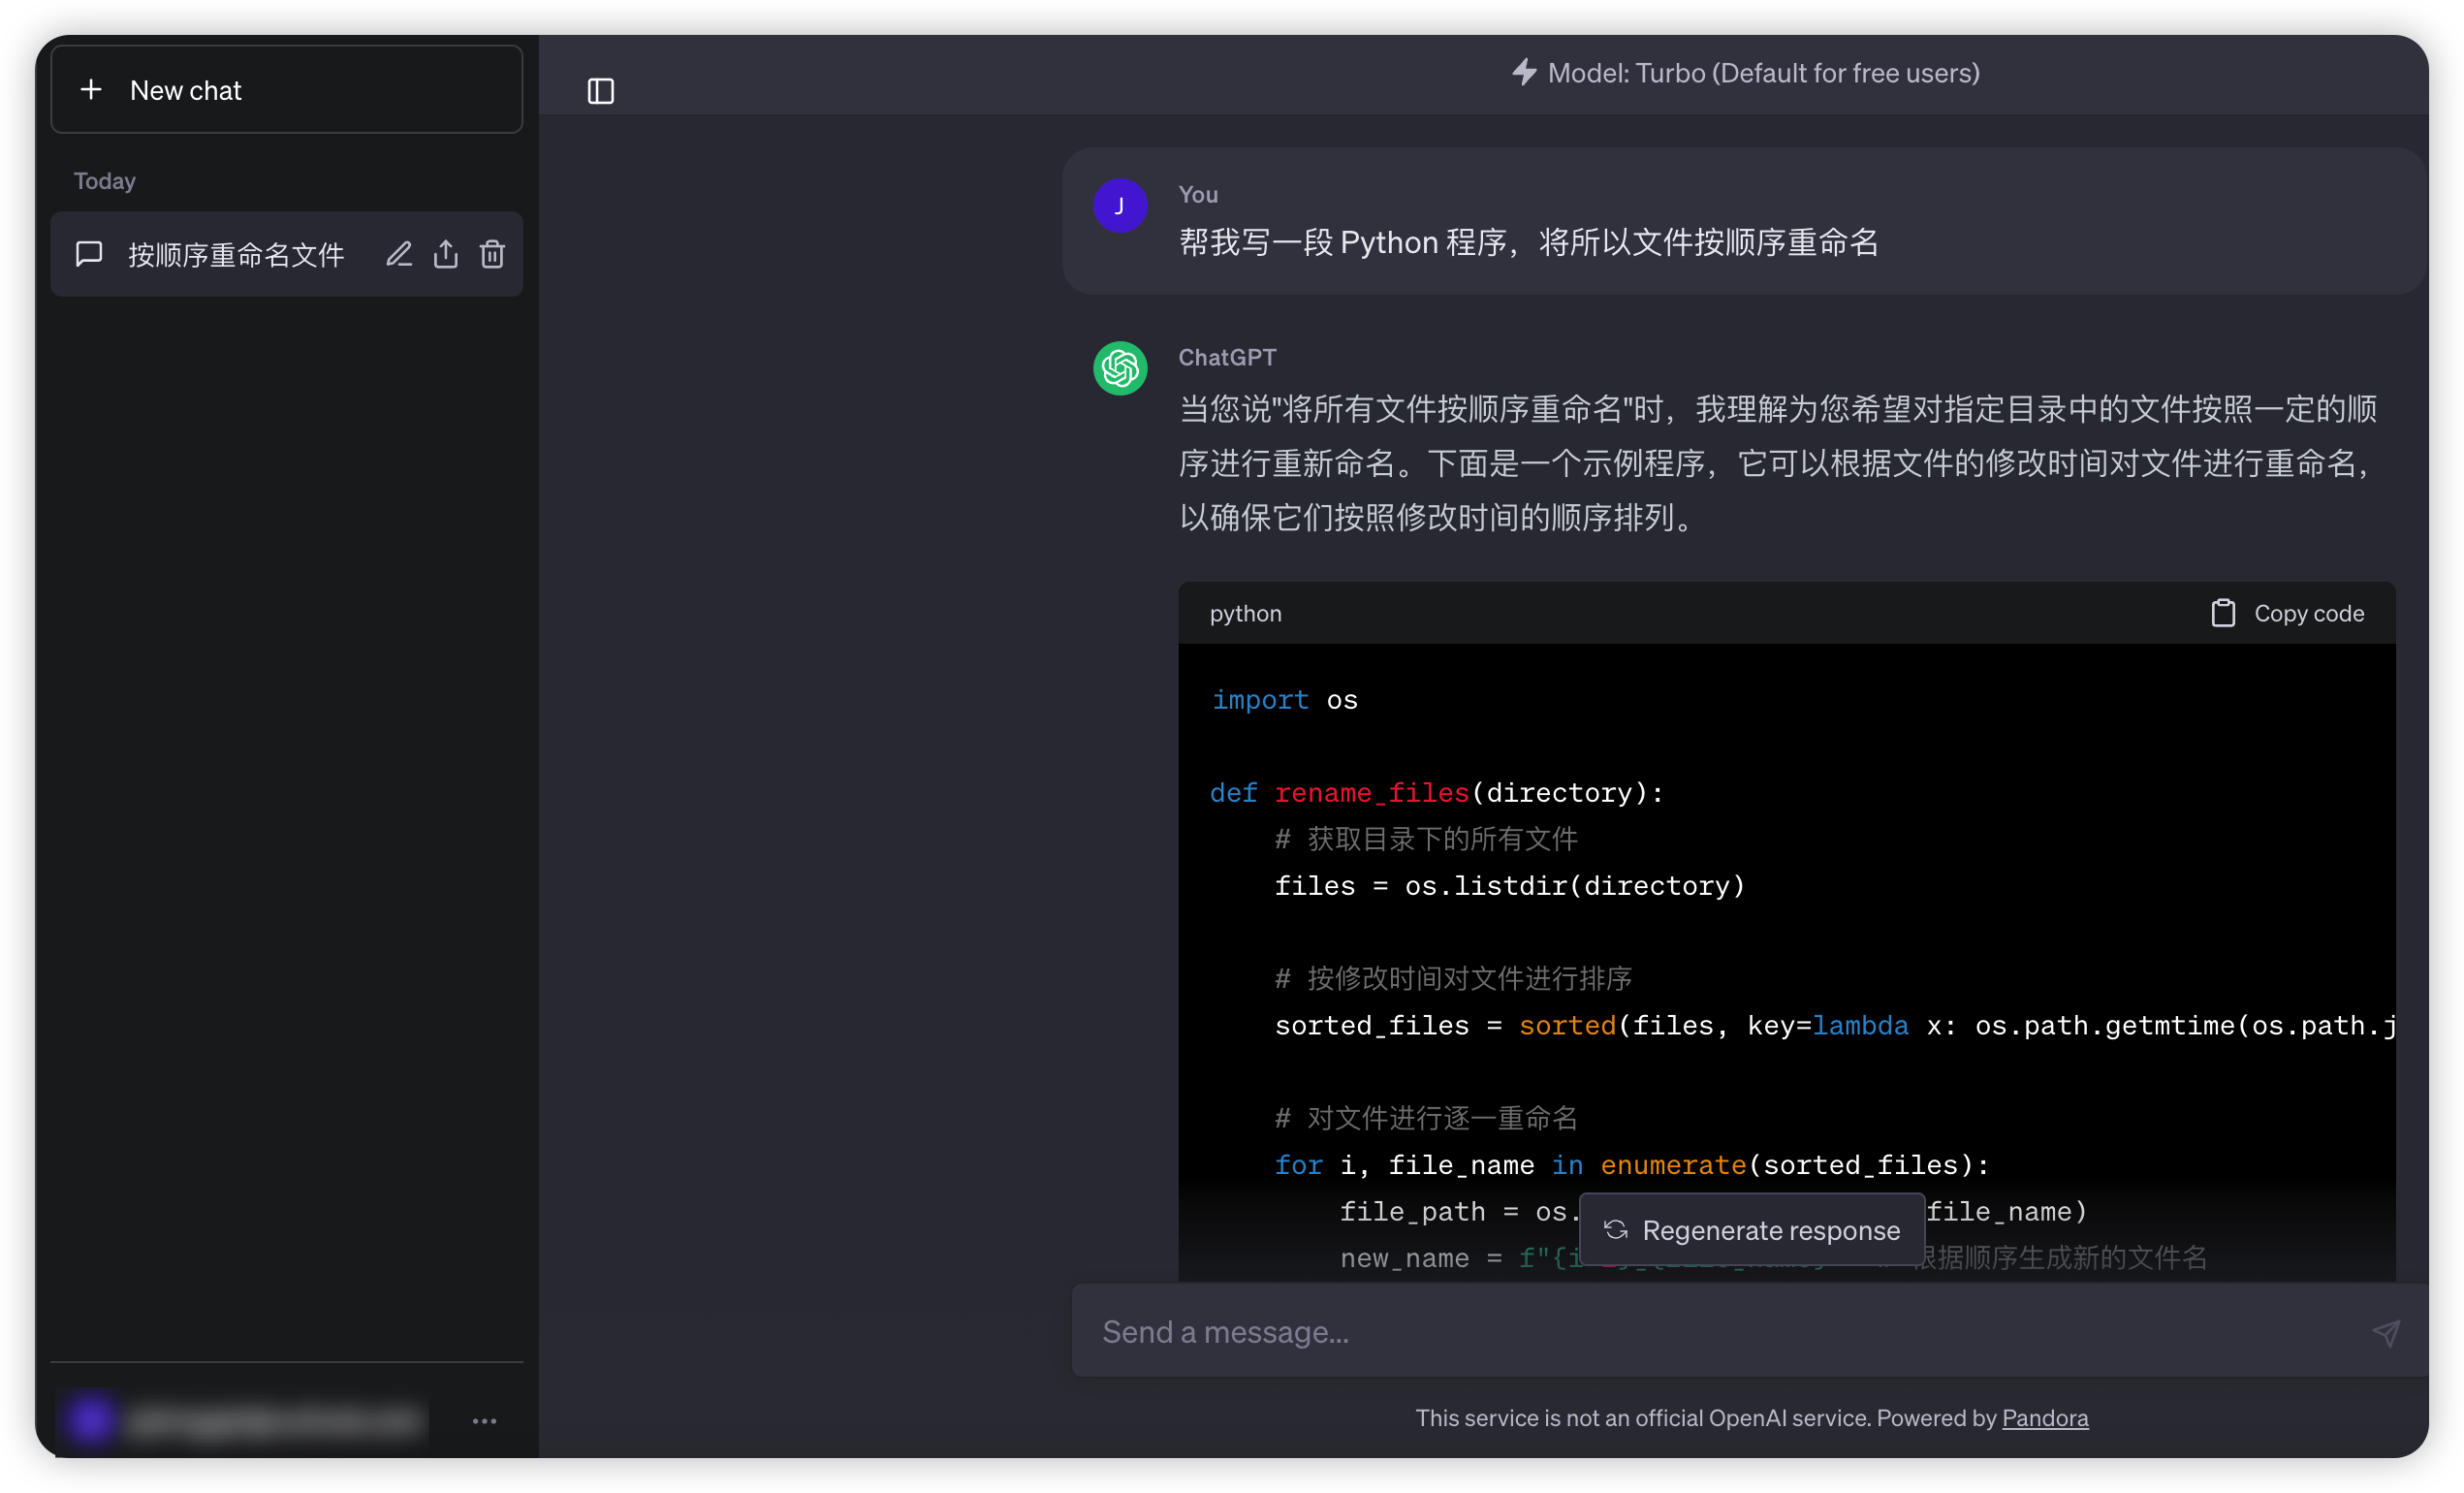 New chat
Today
按顺序重命名文件
Model: Turbo (Default for free users)
J
You
帮我写一段 Python 程序，将所以文件按顺序重命名
ChatGPT
当您说"将所有文件按顺序重命名"时，我理解为您希望对指定目录中的文件按照一定的顺
序进行重新命名。下面是一个示例程序，它可以根据文件的修改时间对文件进行重命名，
以确保它们按照修改时间的顺序排列。
python
Copy code
import os
def rename_files(directory):
# 获取目录下的所有文件
files = os.listdir(directory)
# 按修改时间对文件进行排序
sorted_files = sorted(files, key=lambda x: os.path.getmtime(os.path.j
# 对文件进行逐一重命名
for i, file_name in enumerate(sorted_files):
file_path = os. file_name)
new_name = f"{i 根据顺序生成新的文件名
Regenerate response
Send a message...
This service is not an official OpenAI service. Powered by Pandora